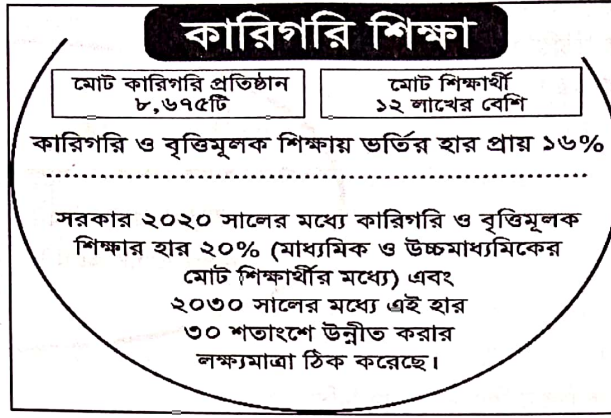 কারিগরি শিক্ষা
মোট কারিগরি প্রতিষ্ঠান
৮,৬৭৫টি
মোট শিক্ষার্থী
১২ লাখের বেশি
কারিগরি ও বৃত্তিমূলক শিক্ষায় ভর্তির হার প্রায় ১৬%
সরকার ২০২০ সালের মধ্যে কারিগরি ও বৃত্তিমূলক
শিক্ষার হার ২০% (মাধ্যমিক ও উচ্চমাধ্যমিকের
মোট শিক্ষার্থীর মধ্যে) এবং
২০৩০ সালের মধ্যে এই হার
৩০ শতাংশে উন্নীত করার
লক্ষ্যমাত্রা ঠিক করেছে।